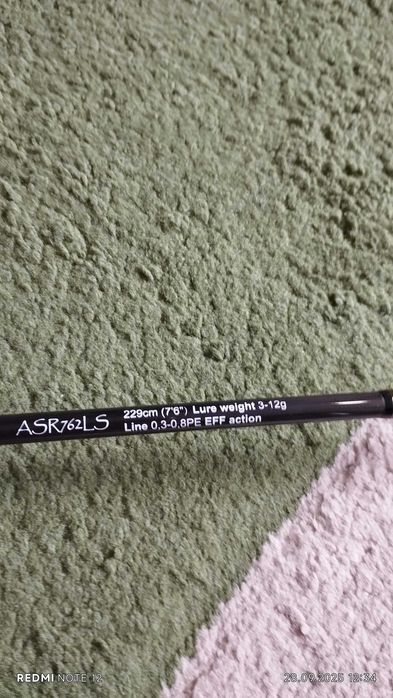 ASR762LS
229cm (7'6") Lure weight 3-12g
Line 0,3-0,8PE EFF action
REDMI NOTE 12
28.09.2025 12:34